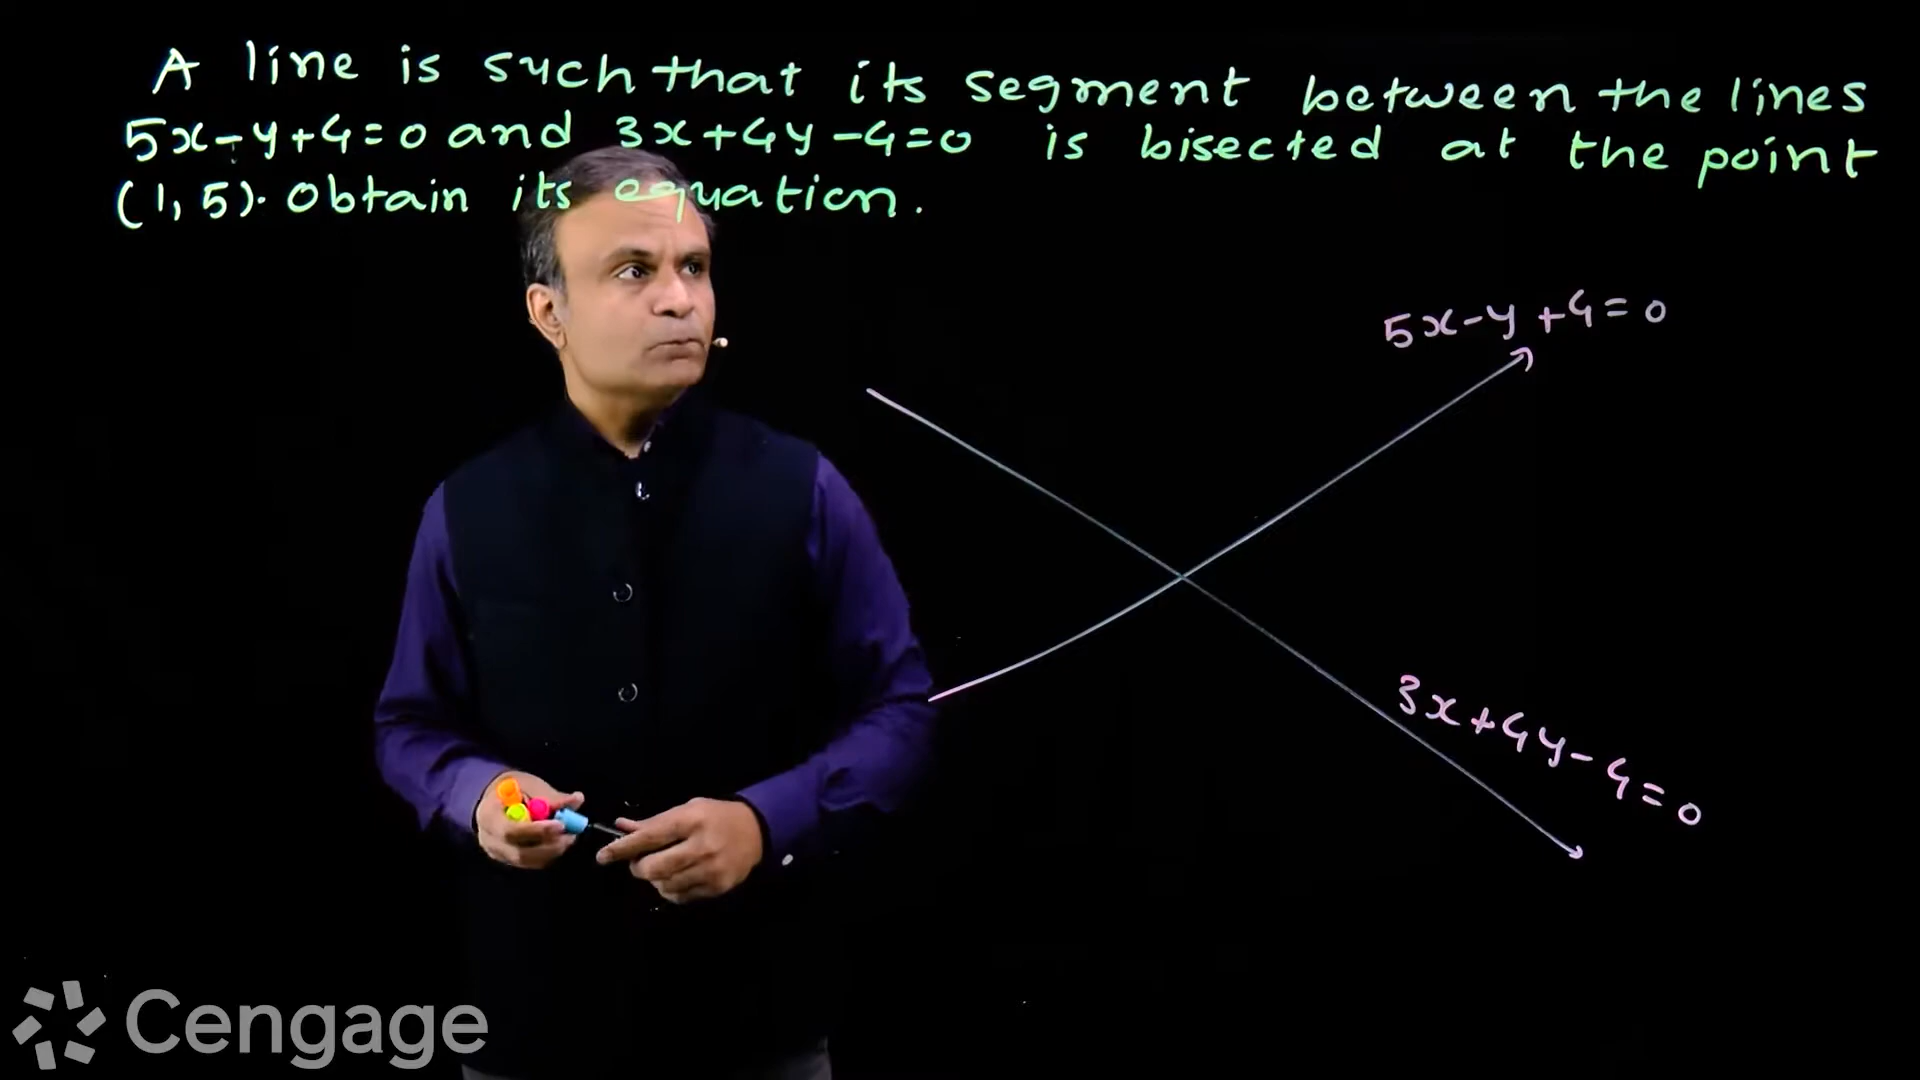 A line is such that its segment between the lines
5x-y+4=0 and 3x+4y-4=0 is bisected at the point
(1,5). Obtain its equation.
5x-y+4=0
3x+4y-4=0
Cengage